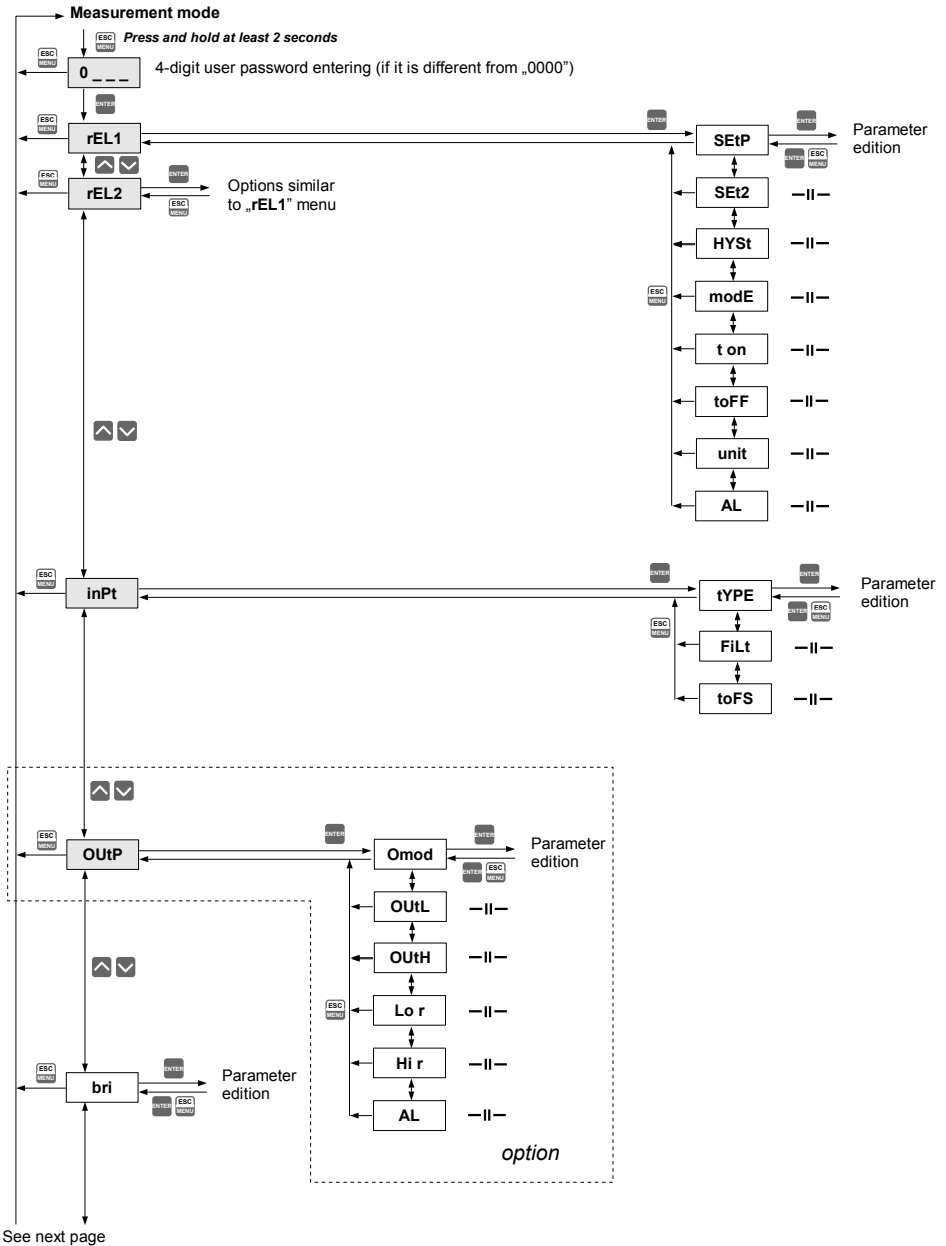 Measurement mode
ESC MENU Press and hold at least 2 seconds
ESC MENU
0 _ _ _ 4-digit user password entering (if it is different from „0000”)
ENTER
ESC MENU
rEL1
ENTER
SEtP
ENTER
ENTER ESC MENU
Parameter
edition
ESC MENU
rEL2
ENTER
ESC MENU
Options similar
to „rEL1” menu
SEt2 —II—
HYSt —II—
ESC MENU
modE —II—
t on —II—
toFF —II—
unit —II—
AL —II—
ESC MENU
inPt
ENTER
tYPE
ENTER
ENTER ESC MENU
Parameter
edition
ESC MENU
FiLt —II—
toFS —II—
ESC MENU
OUtP
ENTER
Omod
ENTER
ENTER ESC MENU
Parameter
edition
OUtL —II—
OUtH —II—
ESC MENU
Lo r —II—
Hi r —II—
AL —II—
option
ESC MENU
bri
ENTER
ENTER ESC MENU
Parameter
edition
See next page